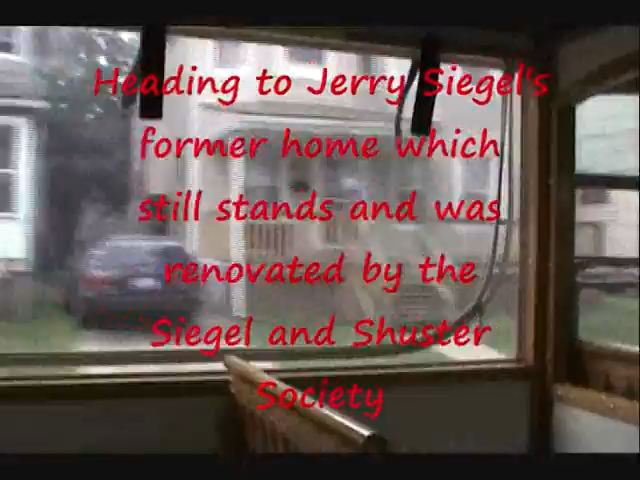 Heading to Jerry Siegel's
former home which
still stands and was
renovated by the
Siegel and Shuster
Society